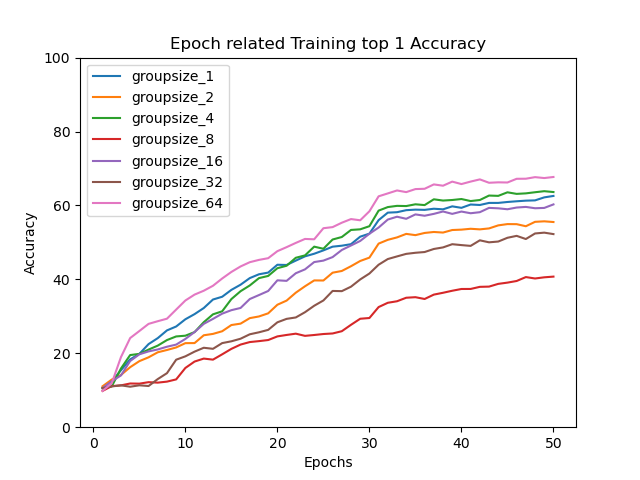 Epoch related Training top 1 Accuracy
100
80
60
40
20
0
Accuracy
groupsize_1
groupsize_2
groupsize_4
groupsize_8
groupsize_16
groupsize_32
groupsize_64
0
10
20
30
40
50
Epochs